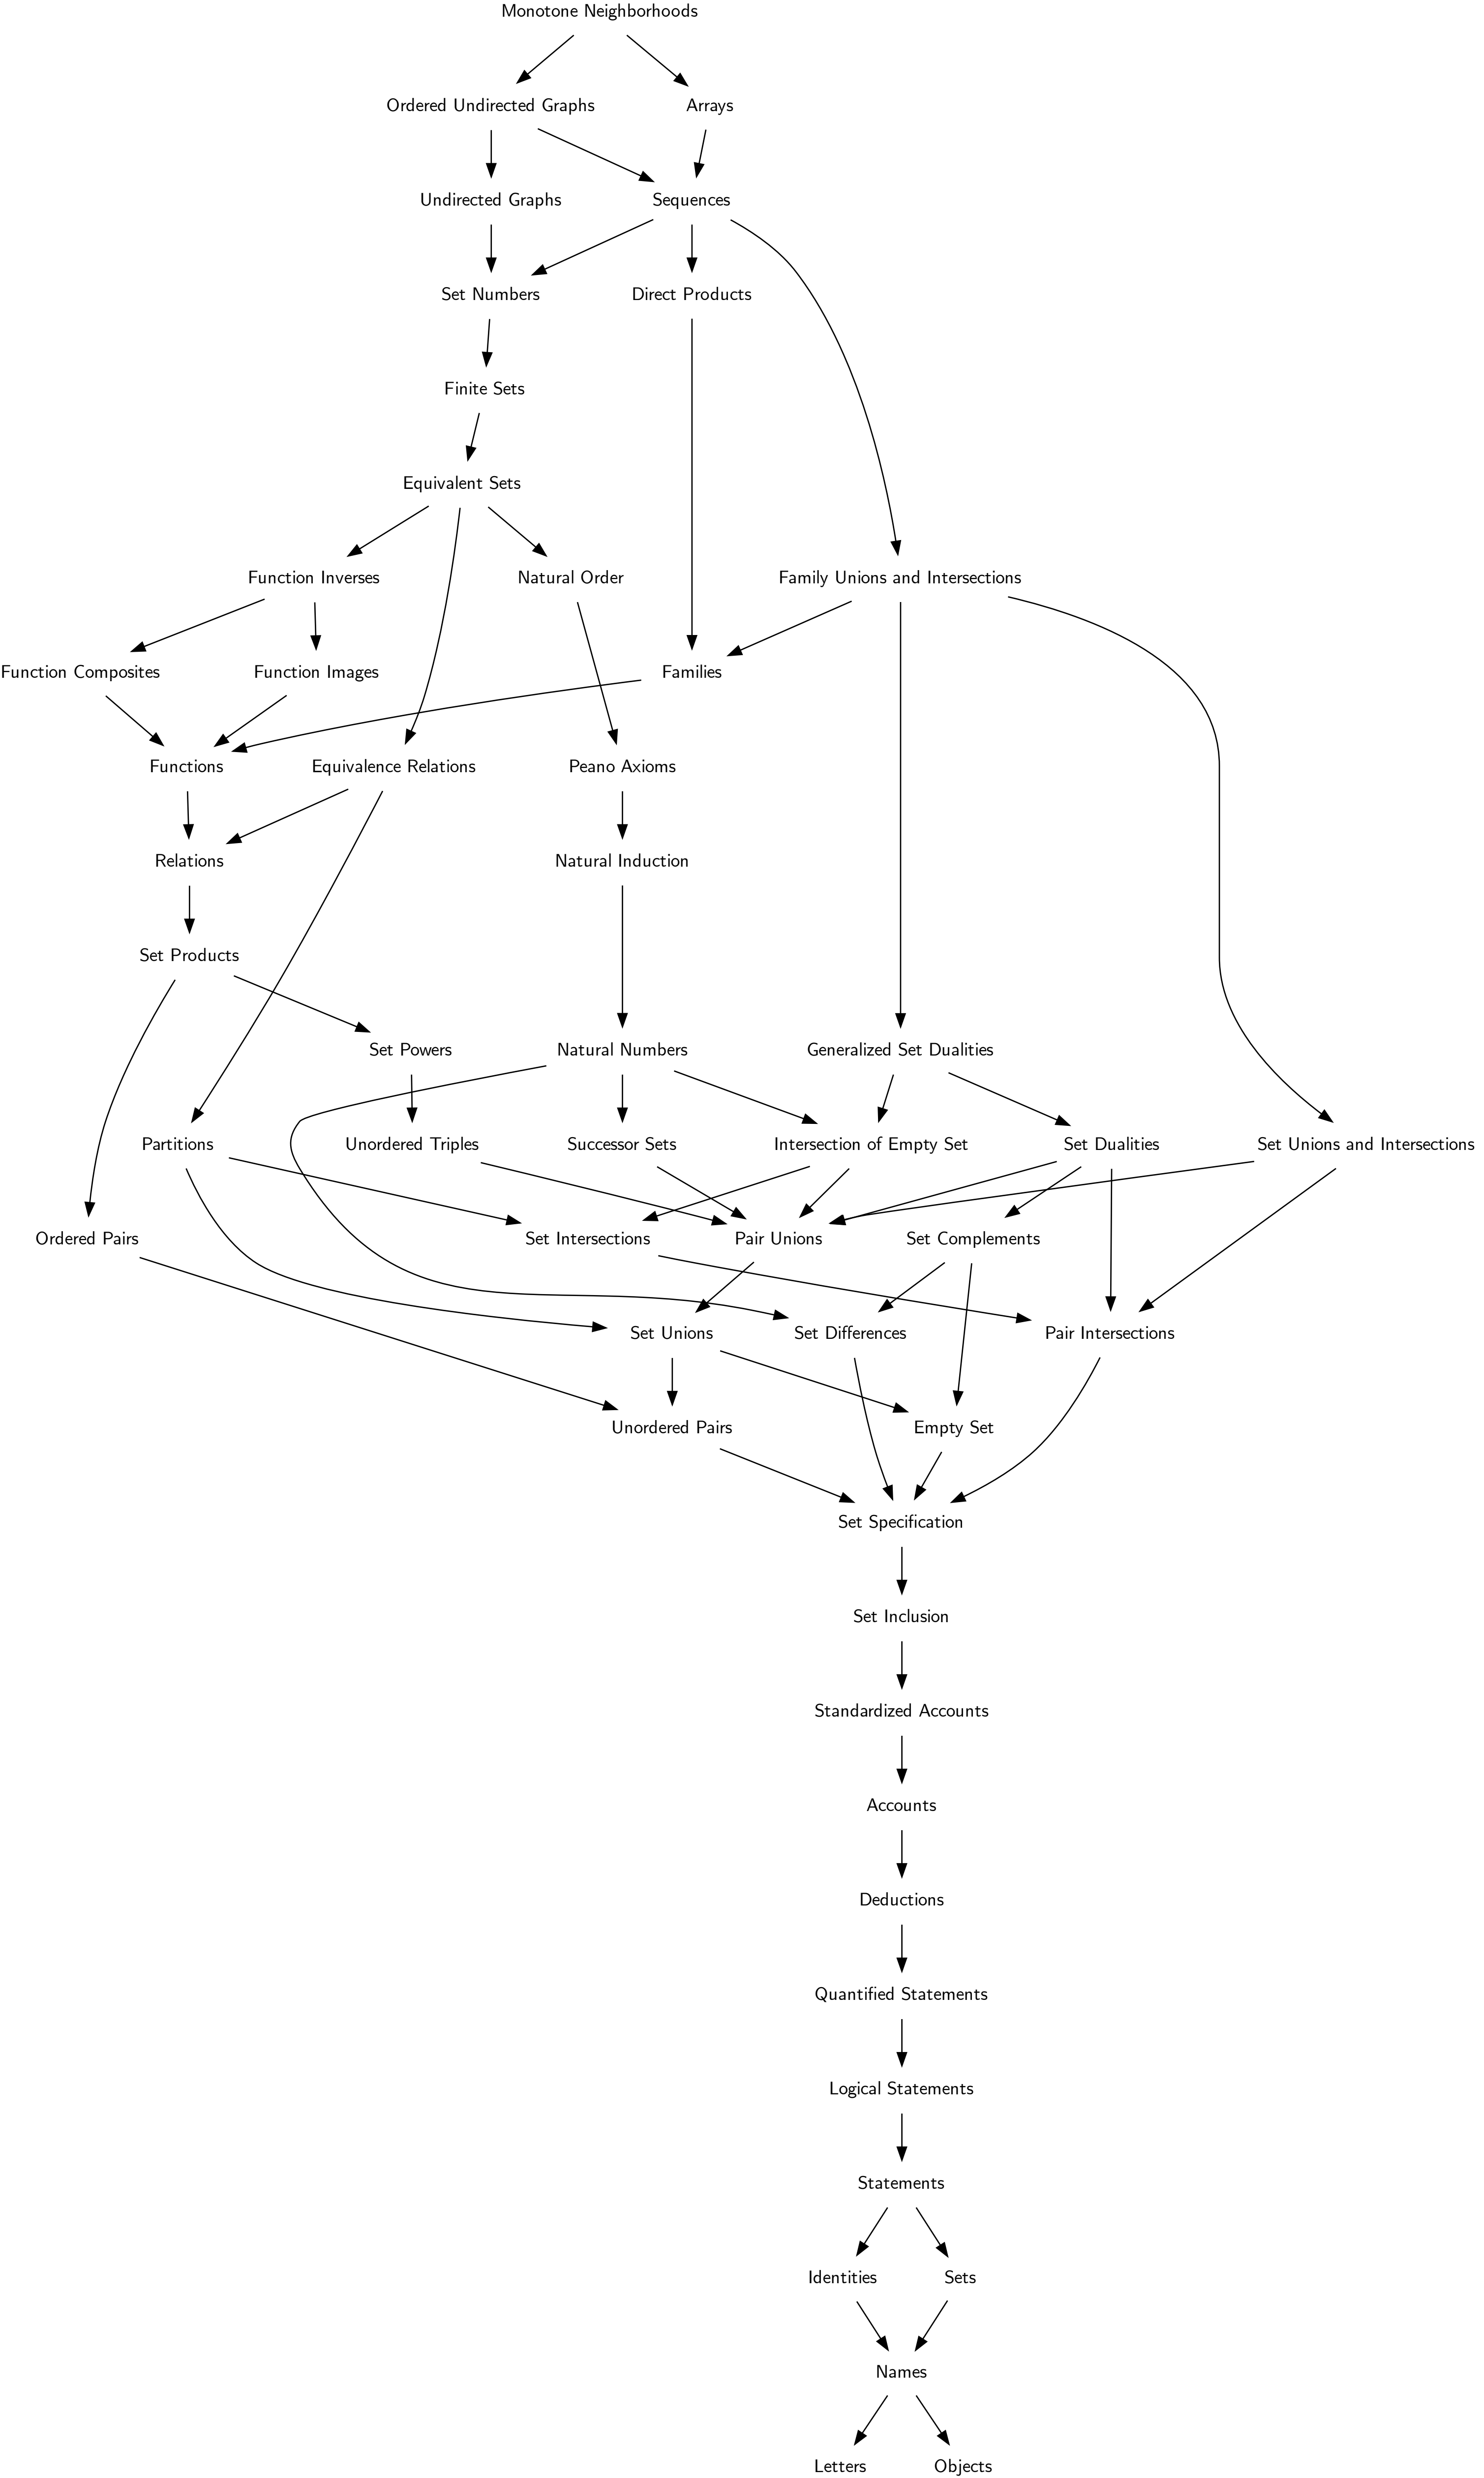 Monotone Neighborhoods
Ordered Undirected Graphs
Arrays
Undirected Graphs
Sequences
Set Numbers
Direct Products
Finite Sets
Equivalent Sets
Function Inverses
Natural Order
Family Unions and Intersections
Function Composites
Function Images
Families
Functions
Equivalence Relations
Peano Axioms
Relations
Natural Induction
Set Products
Set Powers
Natural Numbers
Generalized Set Dualities
Partitions
Unordered Triples
Successor Sets
Intersection of Empty Set
Set Dualities
Set Unions and Intersections
Ordered Pairs
Set Intersections
Pair Unions
Set Complements
Set Unions
Set Differences
Pair Intersections
Unordered Pairs
Empty Set
Set Specification
Set Inclusion
Standardized Accounts
Accounts
Deductions
Quantified Statements
Logical Statements
Statements
Identities
Sets
Names
Letters
Objects